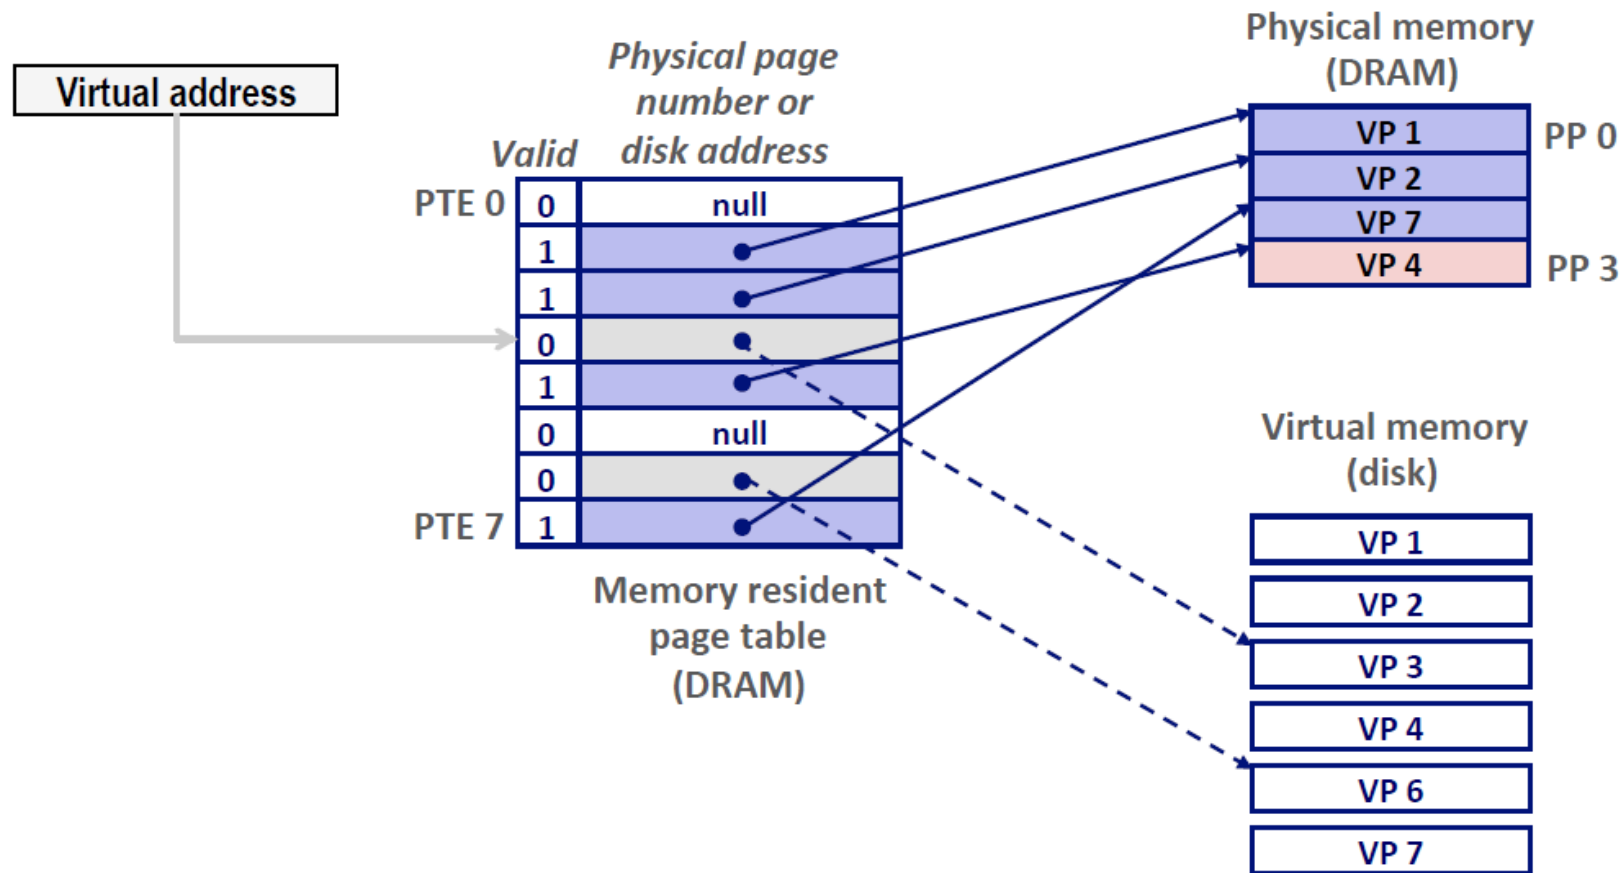 Virtual address
Physical page
number or
disk address
Valid
PTE 0
0
null
1
1
0
1
0
null
0
PTE 7
1
Memory resident
page table
(DRAM)
Physical memory
(DRAM)
VP 1
PP 0
VP 2
VP 7
VP 4
PP 3
Virtual memory
(disk)
VP 1
VP 2
VP 3
VP 4
VP 6
VP 7